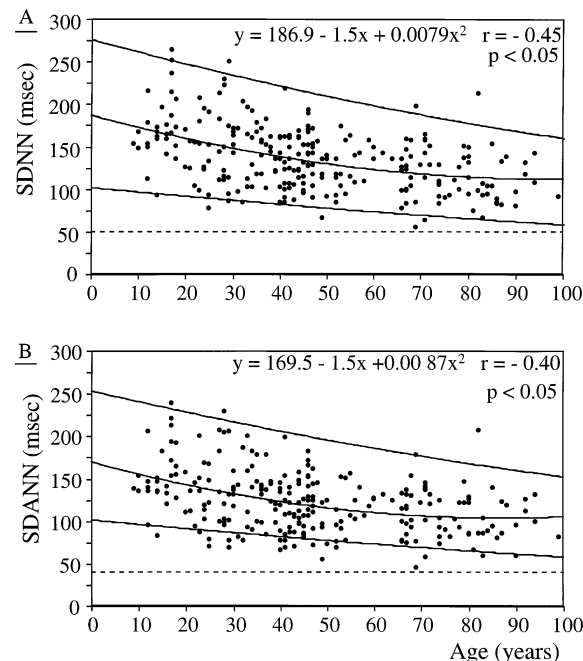 A
y = 186.9 - 1.5x + 0.0079x² r = - 0.45
p < 0.05
SDNN (msec)
300
250
200
150
100
50
0
0 10 20 30 40 50 60 70 80 90 100
B
y = 169.5 - 1.5x +0.00 87x² r = - 0.40
p < 0.05
SDANN (msec)
300
250
200
150
100
50
0
0 10 20 30 40 50 60 70 80 90 100
Age (years)